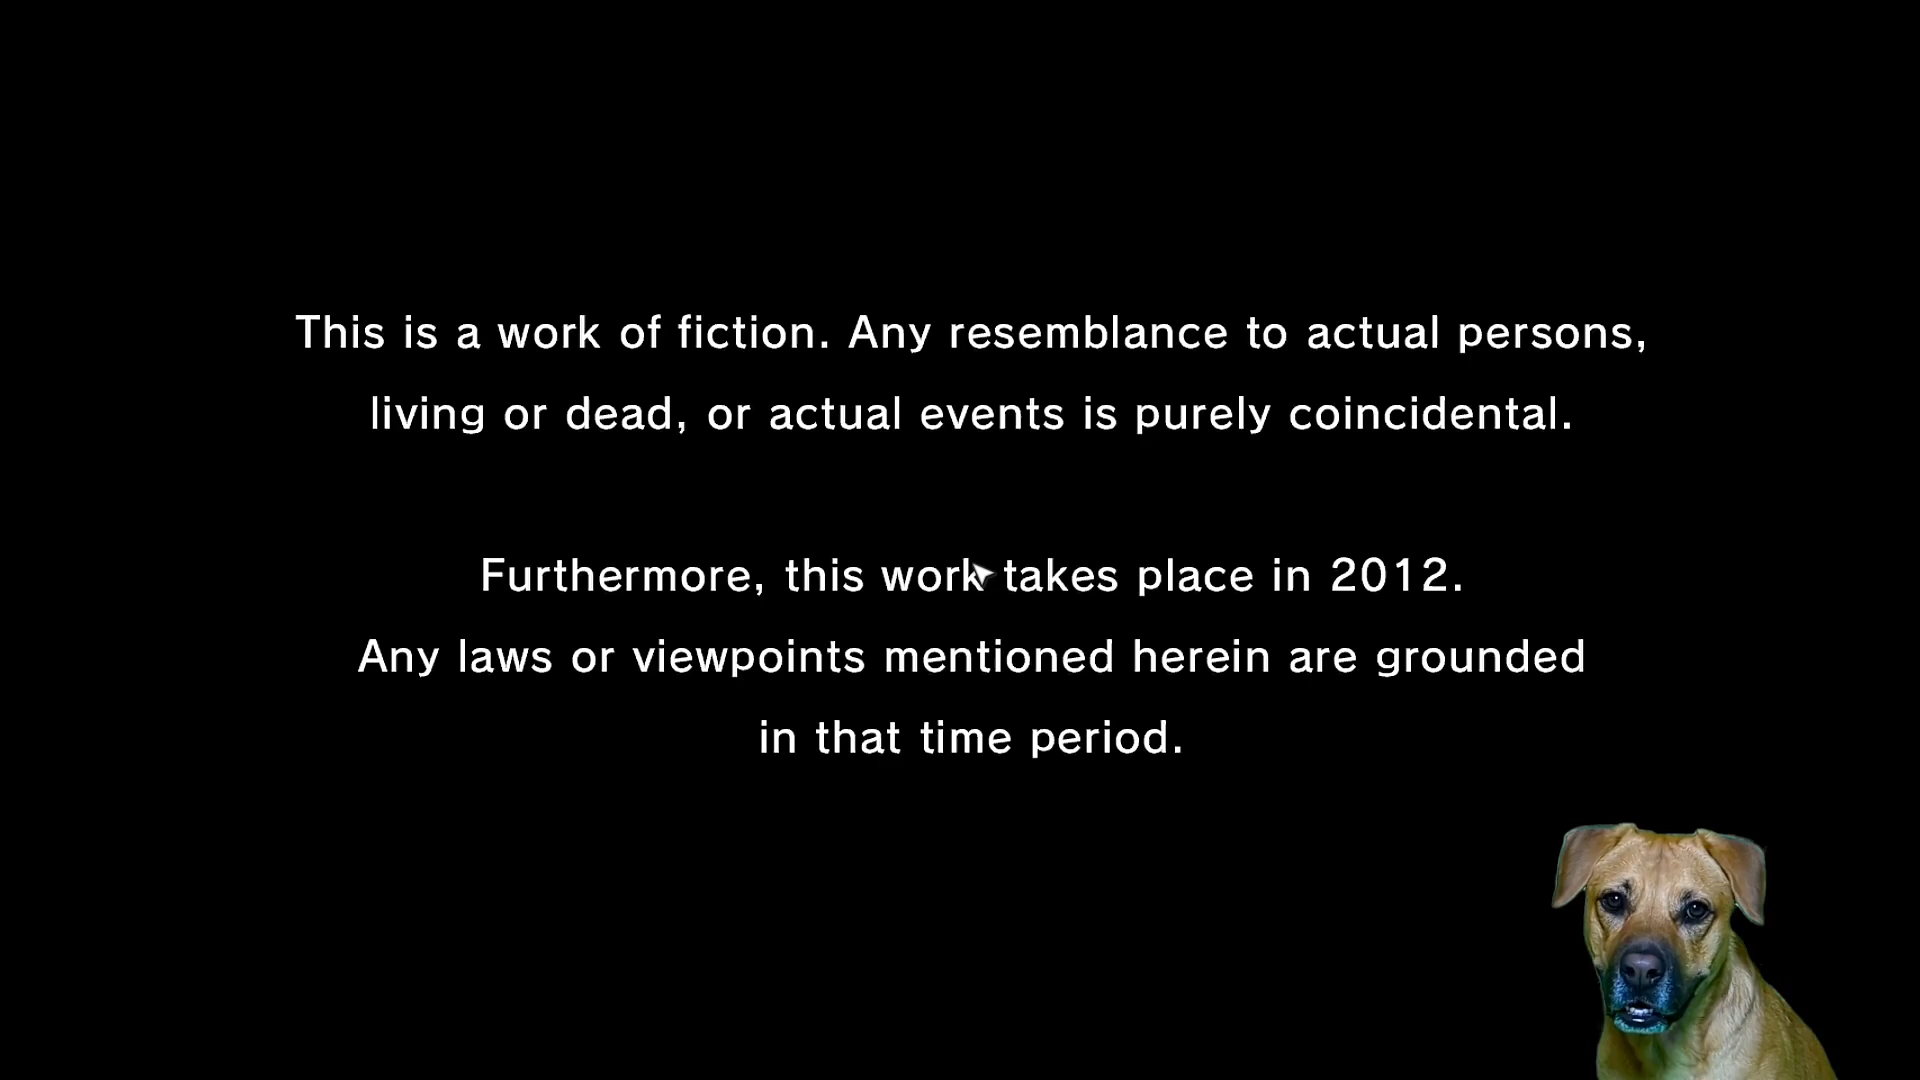 This is a work of fiction. Any resemblance to actual persons,
living or dead, or actual events is purely coincidental.
Furthermore, this work takes place in 2012.
Any laws or viewpoints mentioned herein are grounded
in that time period.